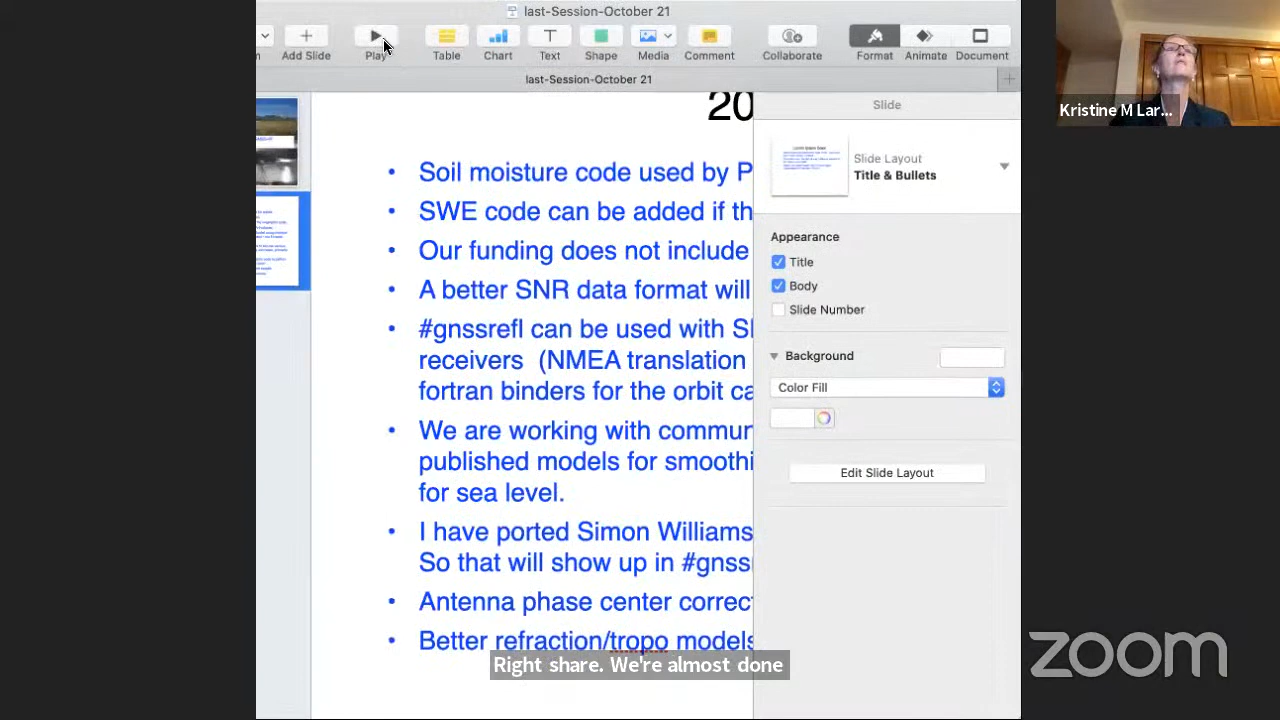 last-Session-October 21
Add Slide
Play
Table
Chart
Text
Shape
Media
Comment
Collaborate
Format
Animate
Document
last-Session-October 21
Kristine M Lar...
20
Slide
Slide Layout
Title & Bullets
• Soil moisture code used by P
• SWE code can be added if th
• Our funding does not include
• A better SNR data format will
• #gnssrefl can be used with S
receivers (NMEA translation
fortran binders for the orbit ca
• We are working with commun
published models for smoothi
for sea level.
• I have ported Simon Williams
So that will show up in #gnss
• Antenna phase center correc
• Better refraction/tropo models
Appearance
Title
Body
Slide Number
Background
Color Fill
Edit Slide Layout
Right share. We're almost done
zoom